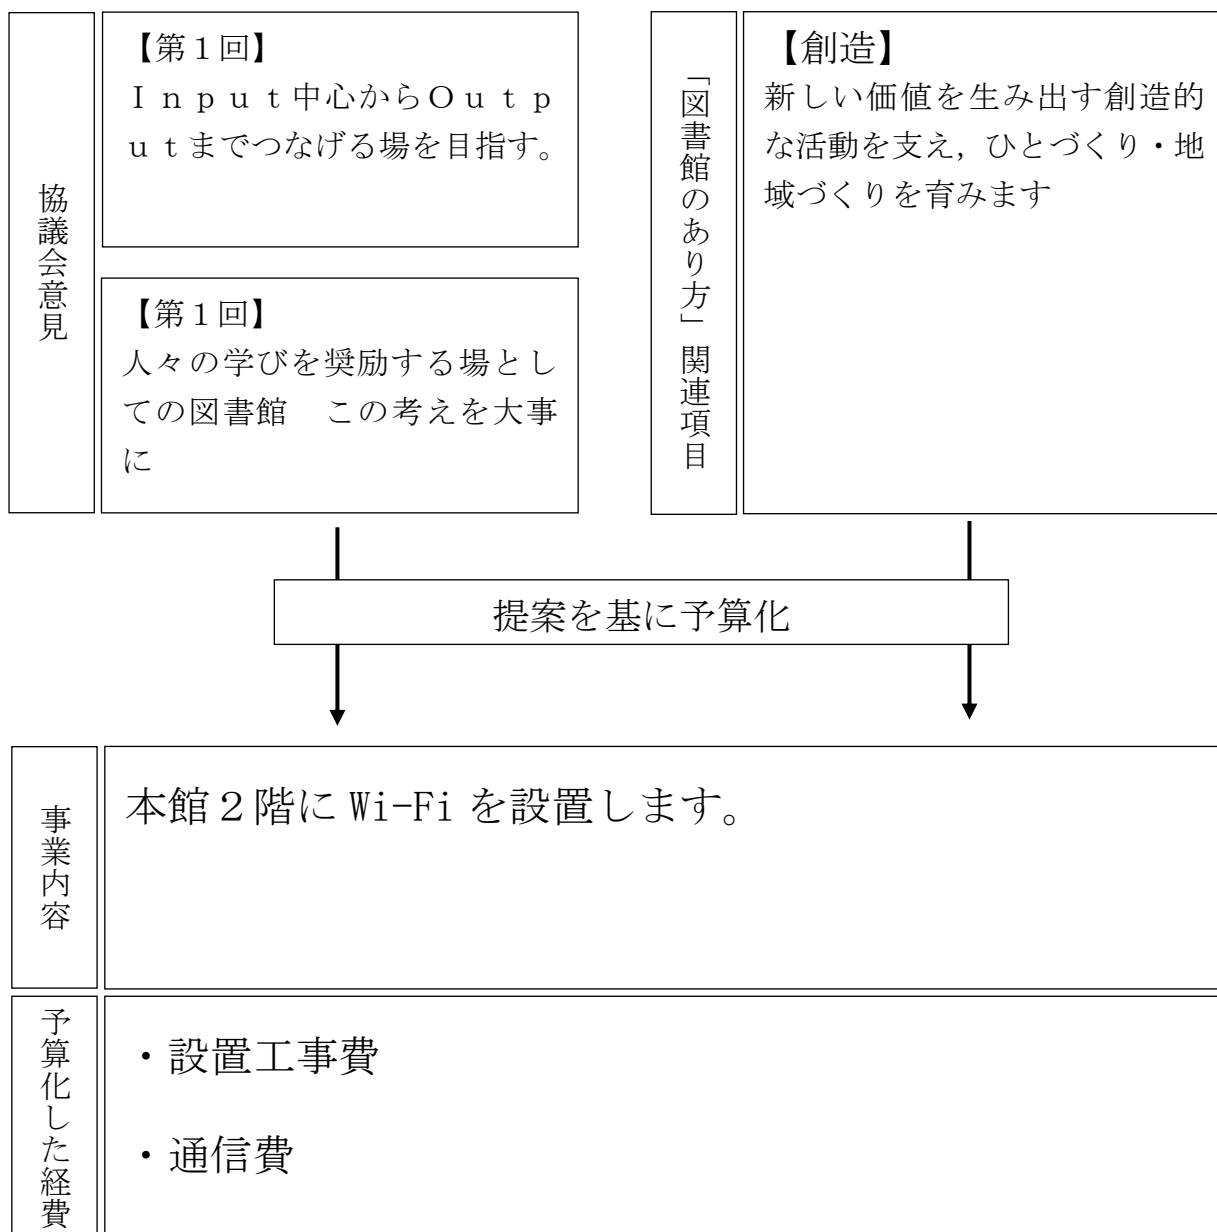 協議会意見
【第１回】
Ｉｎｐｕｔ中心からＯｕｔｐ
ｕｔまでつなげる場を目指す。
【第１回】
人々の学びを奨励する場とし
ての図書館　この考えを大事
に
「図書館のあり方」関連項目
【創造】
新しい価値を生み出す創造的
な活動を支え，ひとづくり・地
域づくりを育みます
提案を基に予算化
事業内容
本館２階に Wi-Fi を設置します。
予算化した経費
・設置工事費
・通信費